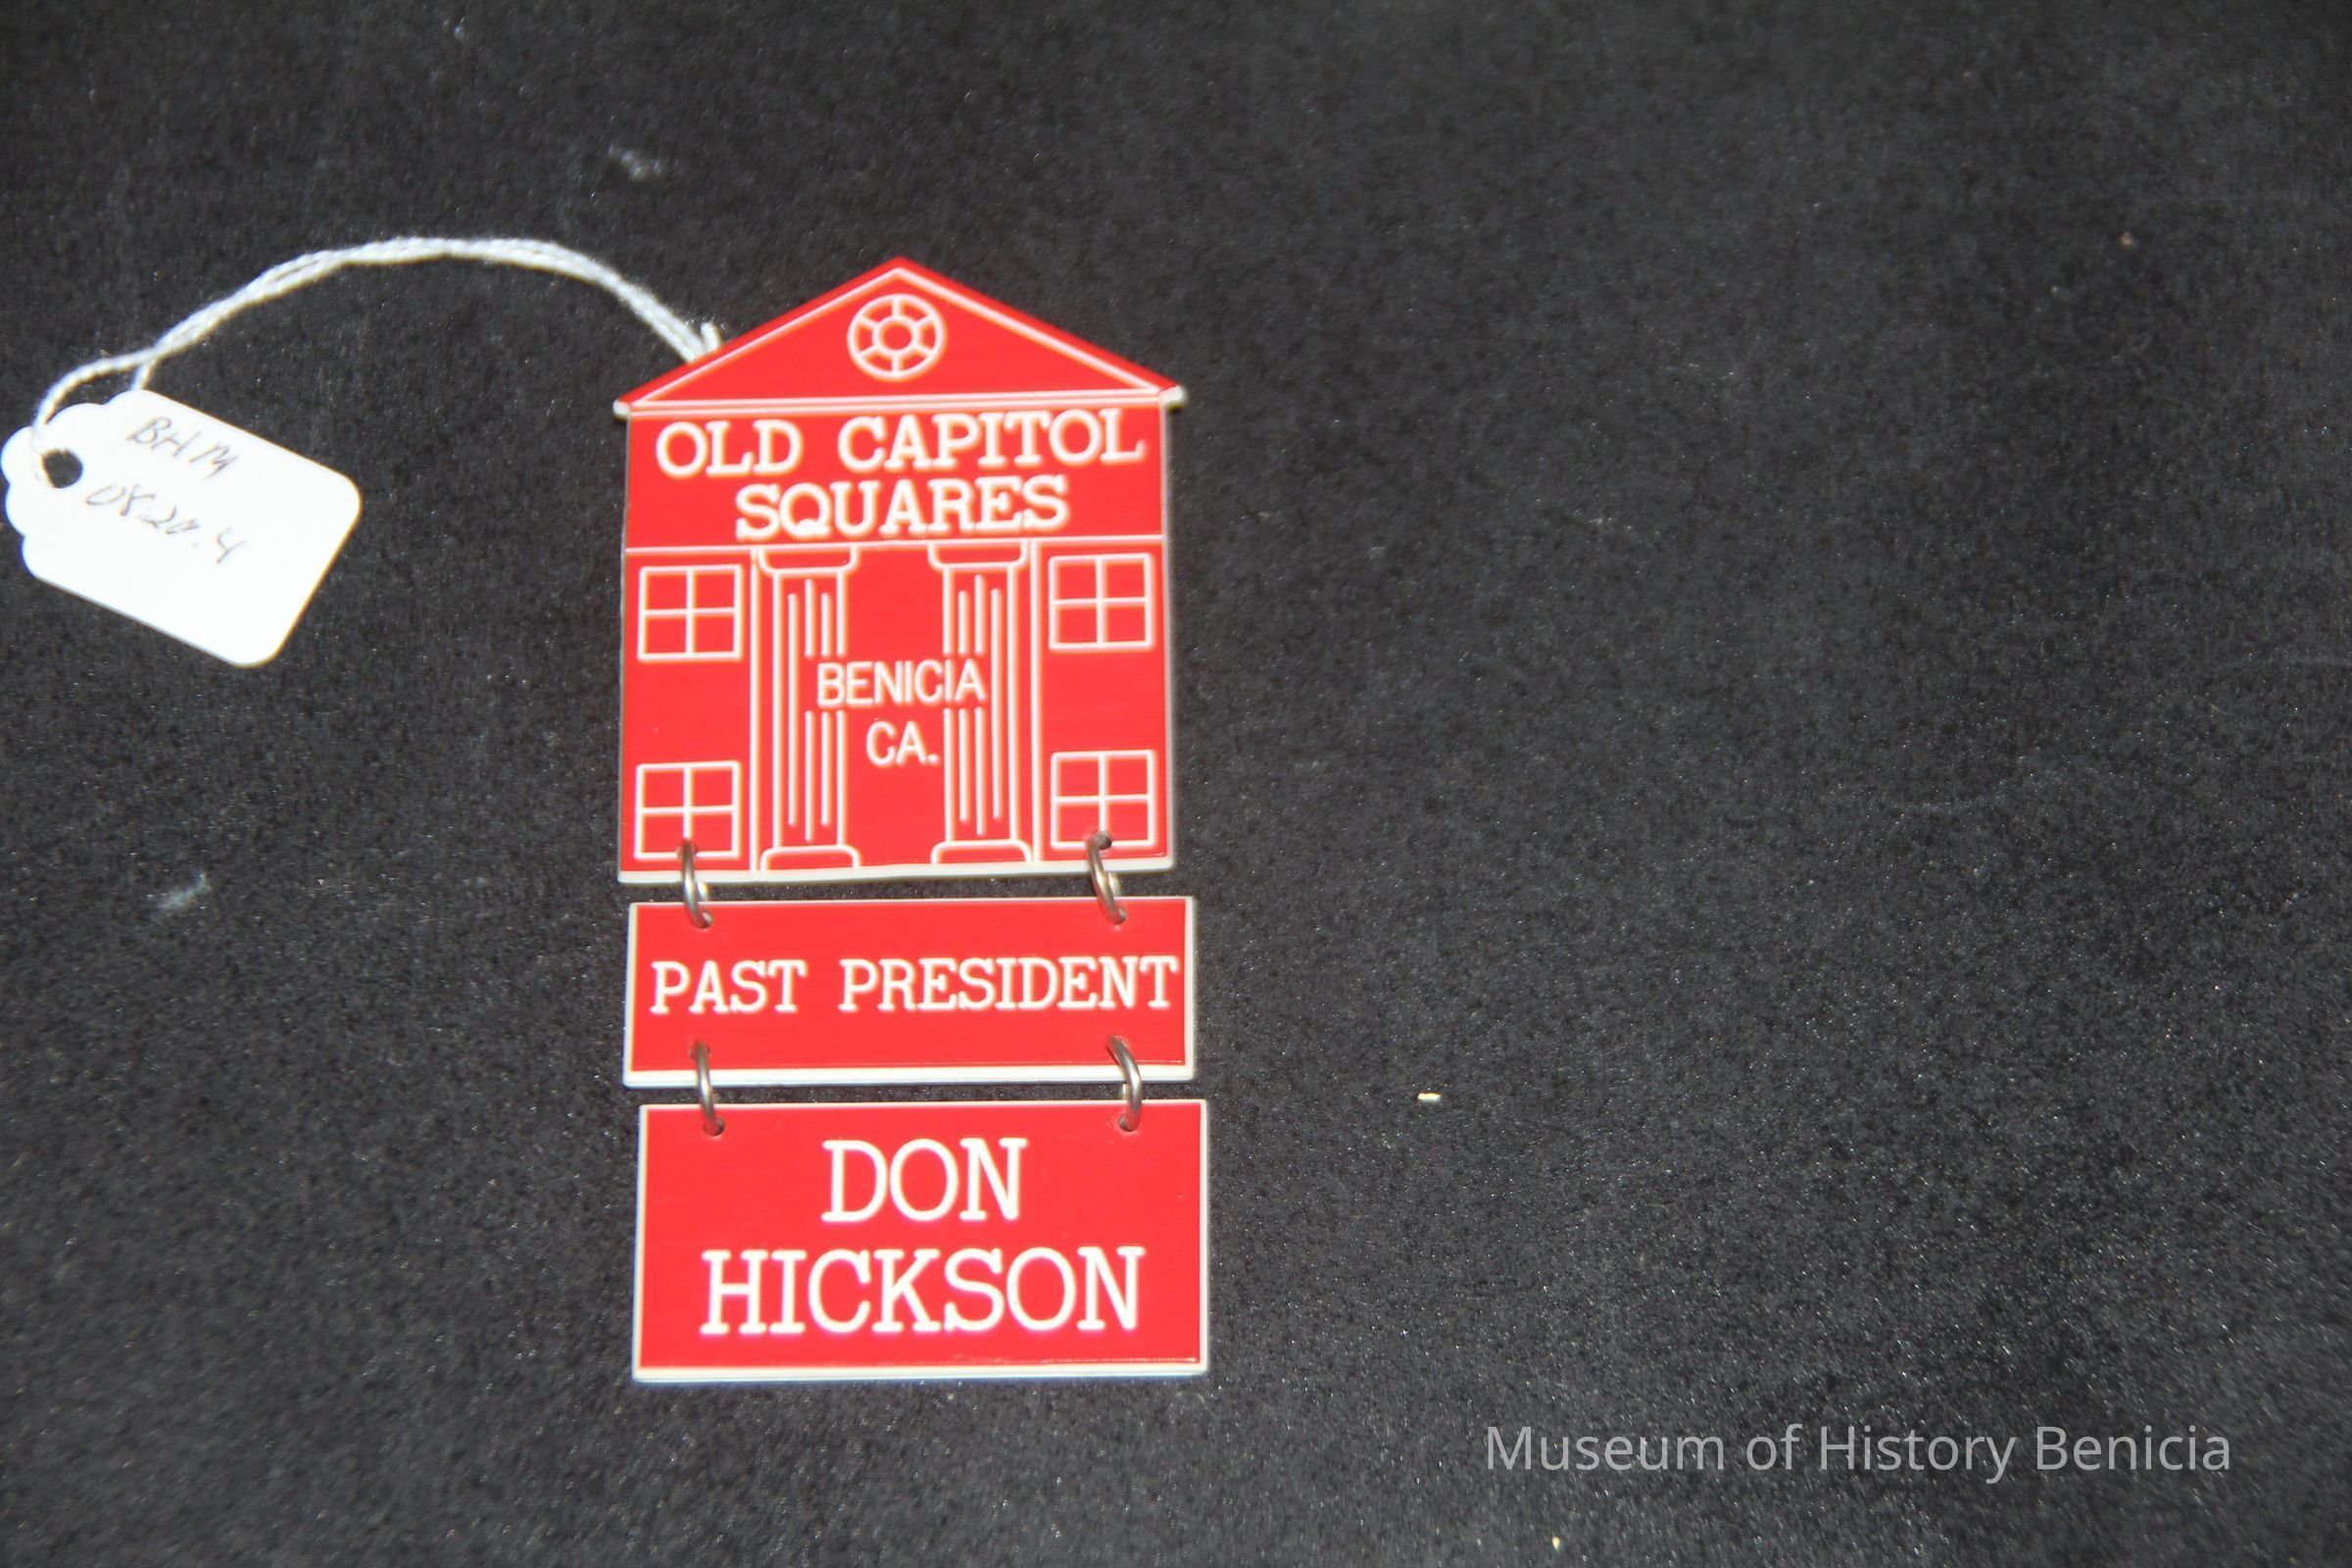 BHM
08-20.4
OLD CAPITOL
SQUARES
BENICIA
CA.
PAST PRESIDENT
DON
HICKSON
Museum of History Benicia